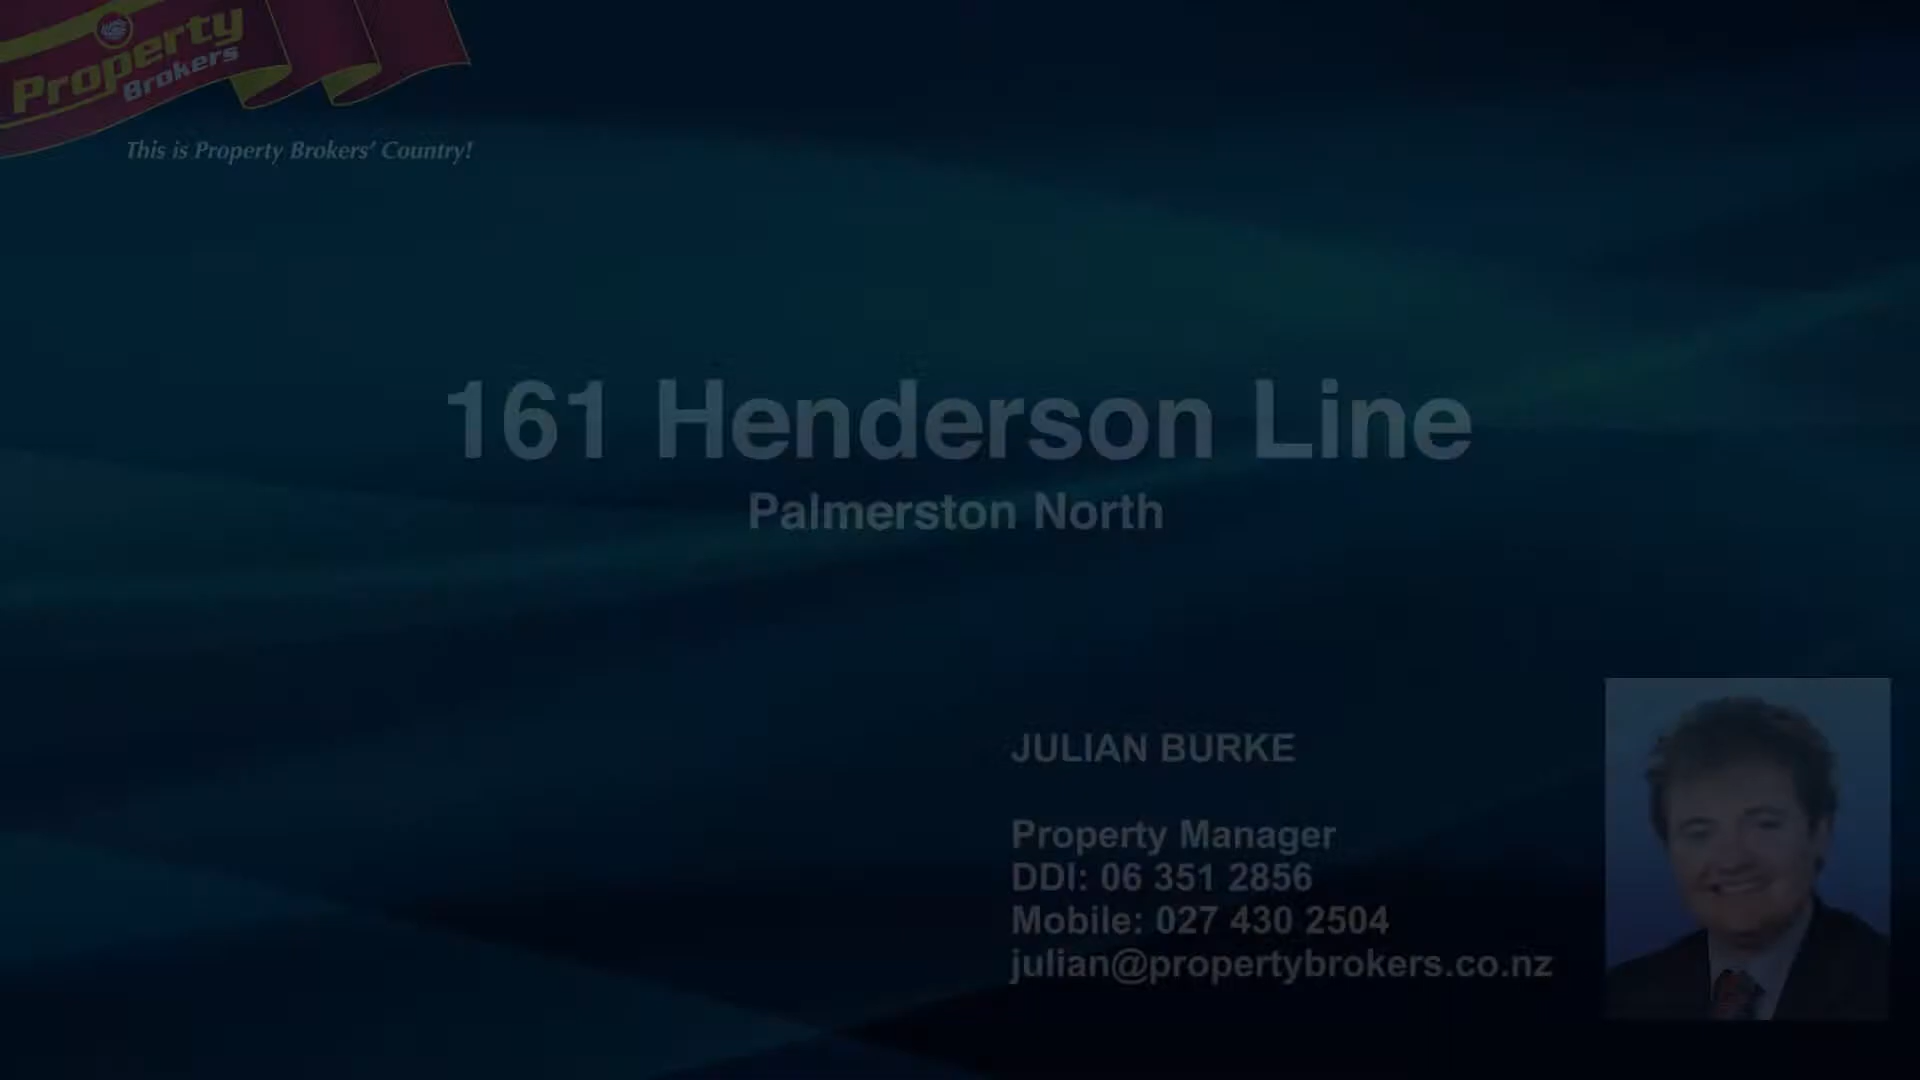 Property
Brokers
This is Property Brokers' Country!
161 Henderson Line
Palmerston North
JULIAN BURKE
Property Manager
DDI: 06 351 2856
Mobile: 027 430 2504
julian@propertybrokers.co.nz